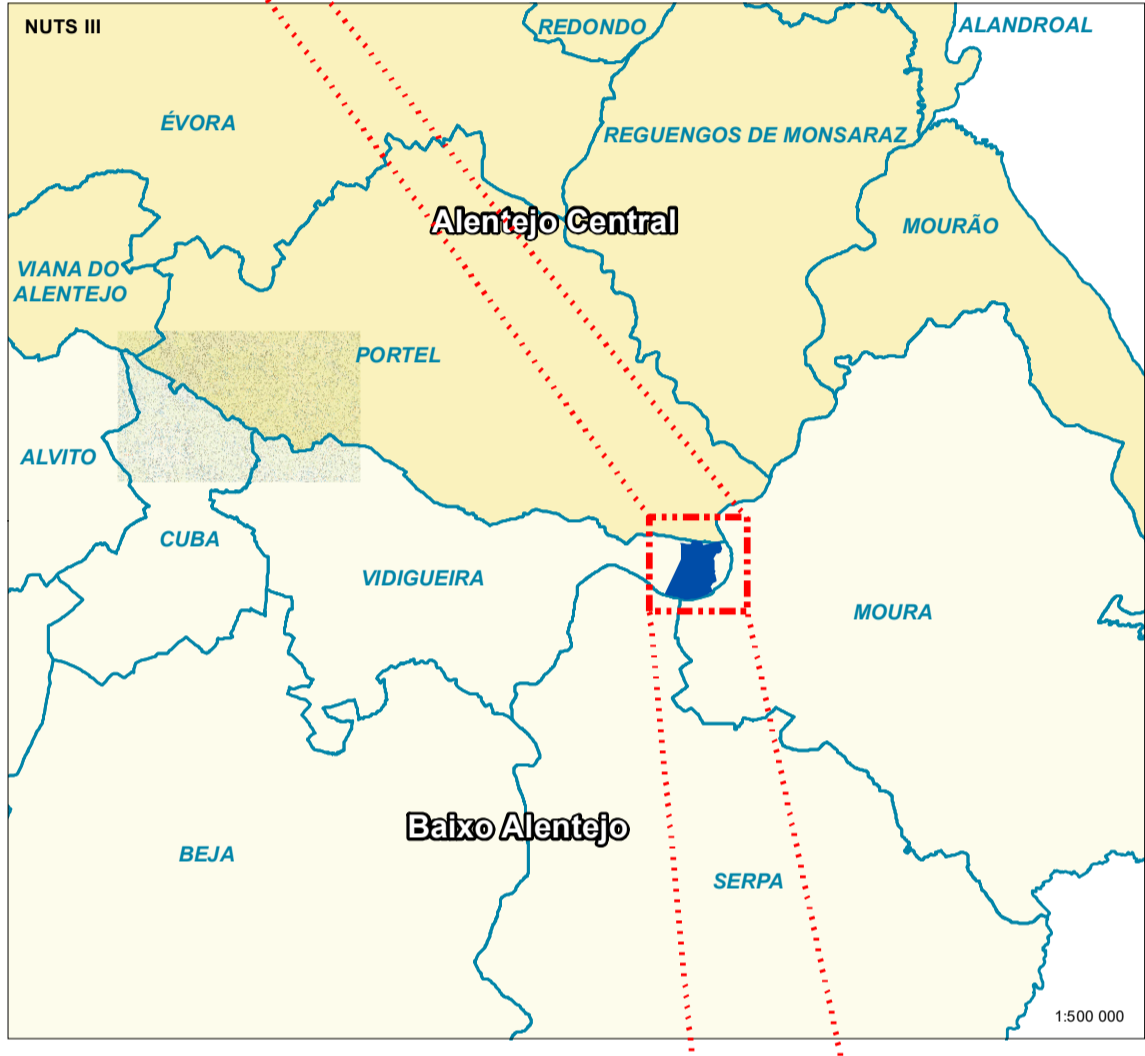 NUTS III
REDONDO
ALANDROAL
ÉVORA
REGUENGOS DE MONSARAZ
Alentejo Central
MOURÃO
VIANA DO
ALENTEJO
PORTEL
ALVITO
CUBA
VIDIGUEIRA
MOURA
Baixo Alentejo
BEJA
SERPA
1:500 000